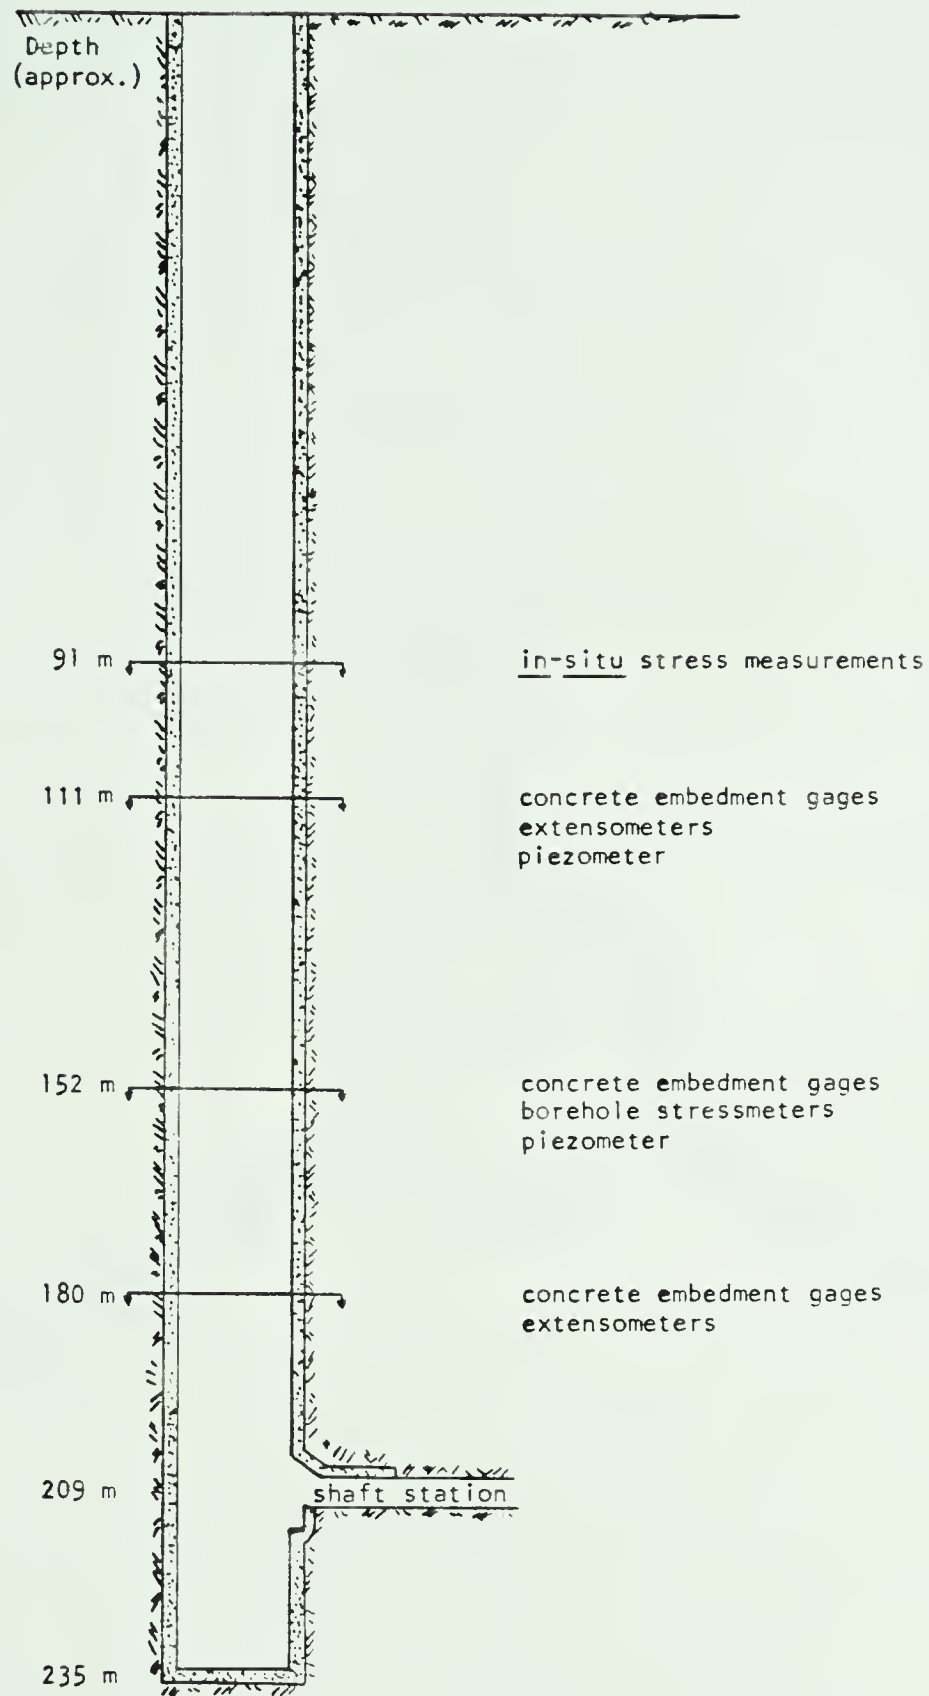 Depth
(approx.)
91 m in-situ stress measurements
111 m concrete embedment gages
extensometers
piezometer
152 m concrete embedment gages
borehole stressmeters
piezometer
180 m concrete embedment gages
extensometers
209 m shaft station
235 m